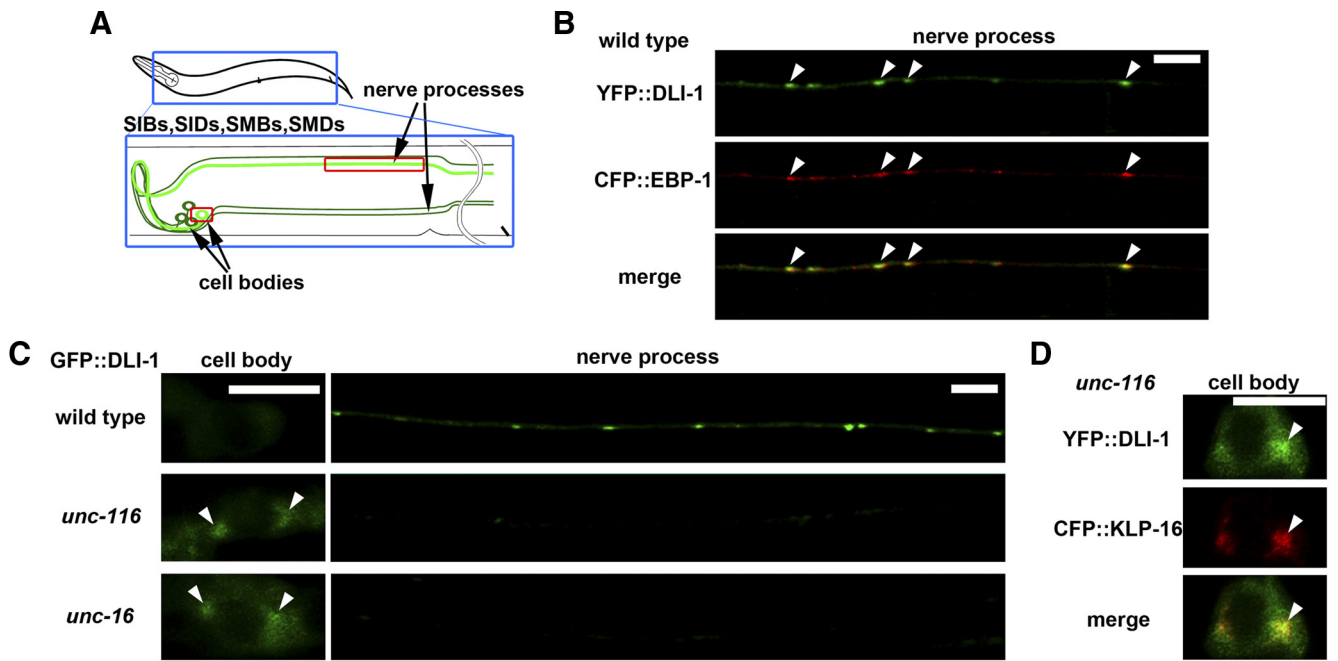 A
nerve processes
SIBs,SIDs,SMBs,SMDs
cell bodies
B
wild type
nerve process
YFP::DLI-1
CFP::EBP-1
merge
C
GFP::DLI-1
cell body
nerve process
wild type
unc-116
unc-16
D
unc-116
cell body
YFP::DLI-1
CFP::KLP-16
merge